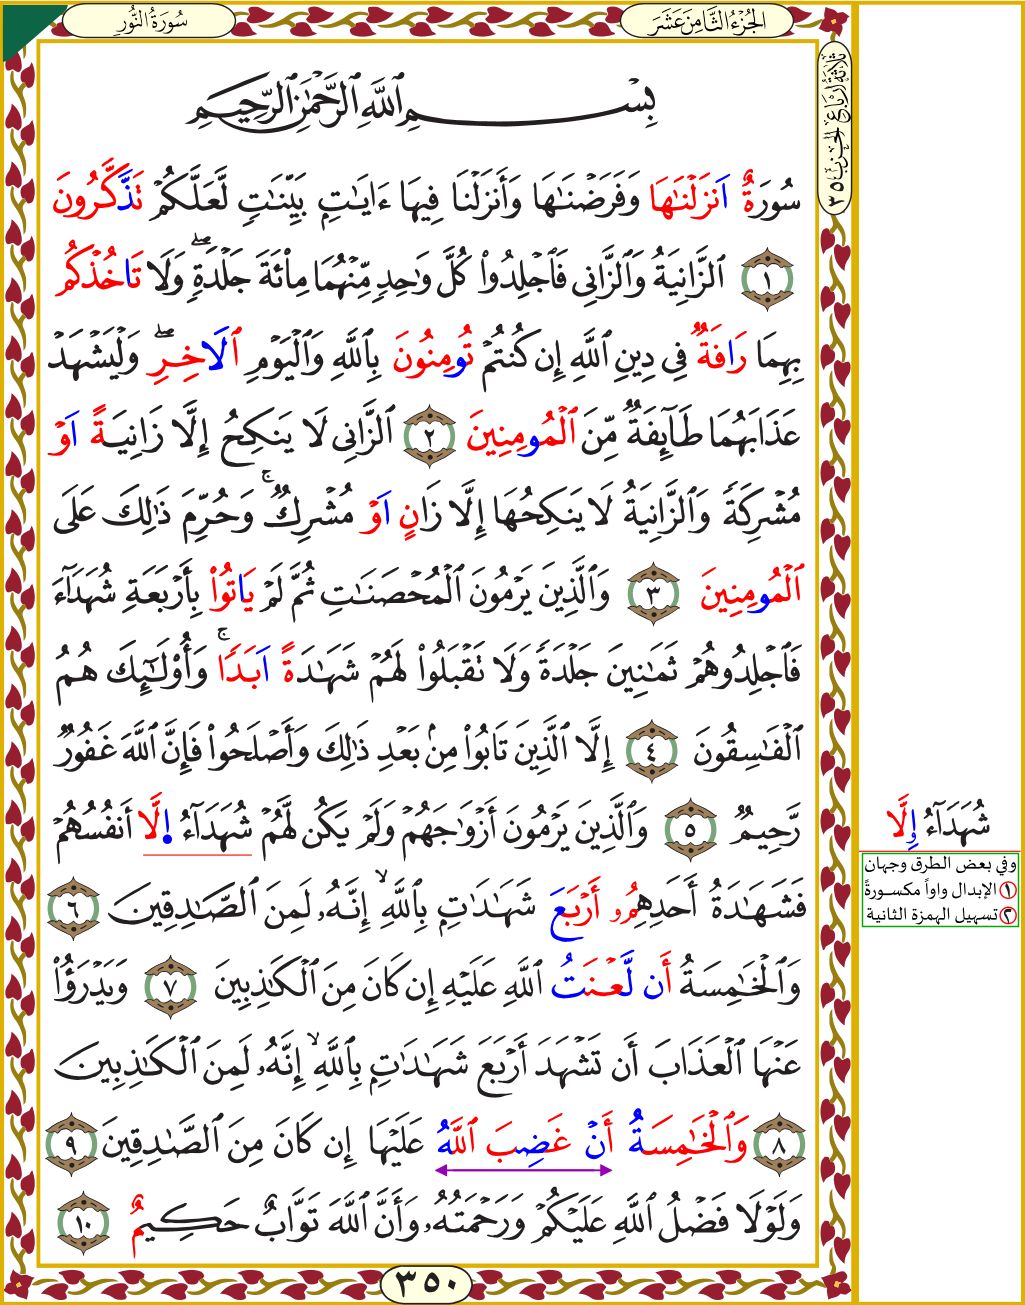 سُورَةُ النُّورِ
الجُزْءُ الثَّامِنَ عَشَرَ
ثلاثة أرباع الحزب ٣٥
بِسْمِ ٱللَّهِ ٱلرَّحْمَٰنِ ٱلرَّحِيمِ
سُورَةٌ اَنزَلْنَٰهَا وَفَرَضْنَٰهَا وَأَنزَلْنَا فِيهَا ءَايَٰتِۭ بَيِّنَٰتٖ لَّعَلَّكُمْ تَذَّكَّرُونَ
١ ٱلزَّانِيَةُ وَٱلزَّانِي فَٱجْلِدُوا۟ كُلَّ وَٰحِدٖ مِّنْهُمَا مِا۟ئَةَ جَلْدَةٖۖ وَلَا تَاخُذْكُم
بِهِمَا رَافَةٌ فِي دِينِ ٱللَّهِ إِن كُنتُمْ تُومِنُونَ بِٱللَّهِ وَٱلْيَوْمِ ٱلَاخِرِۖ وَلْيَشْهَدْ
عَذَابَهُمَا طَآئِفَةٌ مِّنَ ٱلْمُومِنِينَ ٢ ٱلزَّانِي لَا يَنكِحُ إِلَّا زَانِيَةً اَوْ
مُشْرِكَةٗ وَٱلزَّانِيَةُ لَا يَنكِحُهَا إِلَّا زَانٍ اَوْ مُشْرِكٌۚ وَحُرِّمَ ذَٰلِكَ عَلَى
ٱلْمُومِنِينَ ٣ وَٱلَّذِينَ يَرْمُونَ ٱلْمُحْصَنَٰتِ ثُمَّ لَمْ يَاتُوا۟ بِأَرْبَعَةِ شُهَدَآءَ
فَٱجْلِدُوهُمْ ثَمَٰنِينَ جَلْدَةٗ وَلَا تَقْبَلُوا۟ لَهُمْ شَهَٰدَةً اَبَدٗاۚ وَأُو۟لَٰٓئِكَ هُمُ
ٱلْفَٰسِقُونَ ٤ إِلَّا ٱلَّذِينَ تَابُوا۟ مِنۢ بَعْدِ ذَٰلِكَ وَأَصْلَحُوا۟ فَإِنَّ ٱللَّهَ غَفُورٌ
رَّحِيمٌ ٥ وَٱلَّذِينَ يَرْمُونَ أَزْوَٰجَهُمْ وَلَمْ يَكُن لَّهُمْ شُهَدَآءُ اِلَّا أَنفُسُهُمْ
فَشَهَٰدَةُ أَحَدِهِمُۥ أَرْبَعَ شَهَٰدَٰتِۭ بِٱللَّهِۙ إِنَّهُۥ لَمِنَ ٱلصَّٰدِقِينَ ٦
وَٱلْخَٰمِسَةُ أَن لَّعْنَتُ ٱللَّهِ عَلَيْهِ إِن كَانَ مِنَ ٱلْكَٰذِبِينَ ٧ وَيَدْرَؤُا۟
عَنْهَا ٱلْعَذَابَ أَن تَشْهَدَ أَرْبَعَ شَهَٰدَٰتِۭ بِٱللَّهِۙ إِنَّهُۥ لَمِنَ ٱلْكَٰذِبِينَ
٨ وَٱلْخَٰمِسَةُ أَنْ غَضِبَ ٱللَّهُ عَلَيْهَا إِن كَانَ مِنَ ٱلصَّٰدِقِينَ ٩
وَلَوْلَا فَضْلُ ٱللَّهِ عَلَيْكُمْ وَرَحْمَتُهُۥ وَأَنَّ ٱللَّهَ تَوَّابٌ حَكِيمٌ ١٠
شُهَدَآءُ إِلَّا
وفي بعض الطرق وجهان
١ الإبدال واواً مكسورةً
٢ تسهيل الهمزة الثانية
٣٥٠